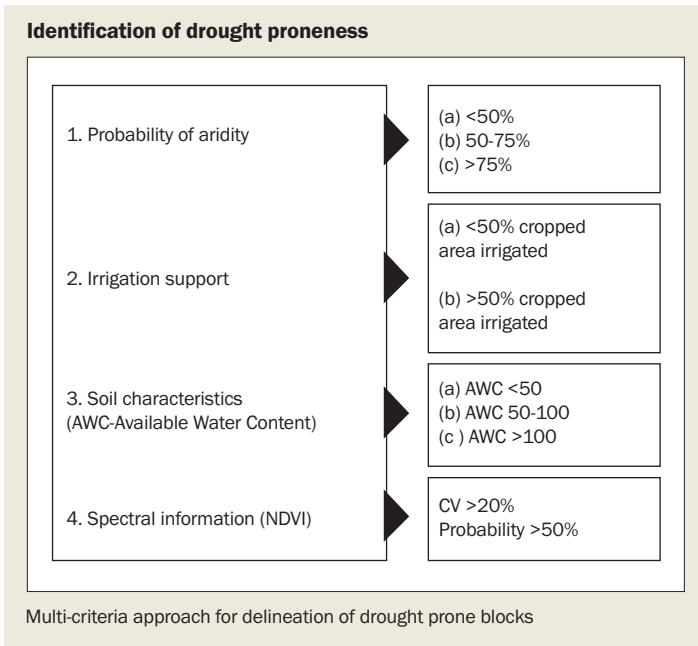 Identification of drought proneness
1. Probability of aridity
(a) <50%
(b) 50-75%
(c) >75%
2. Irrigation support
(a) <50% cropped
area irrigated
(b) >50% cropped
area irrigated
3. Soil characteristics
(AWC-Available Water Content)
(a) AWC <50
(b) AWC 50-100
(c ) AWC >100
4. Spectral information (NDVI)
CV >20%
Probability >50%
Multi-criteria approach for delineation of drought prone blocks